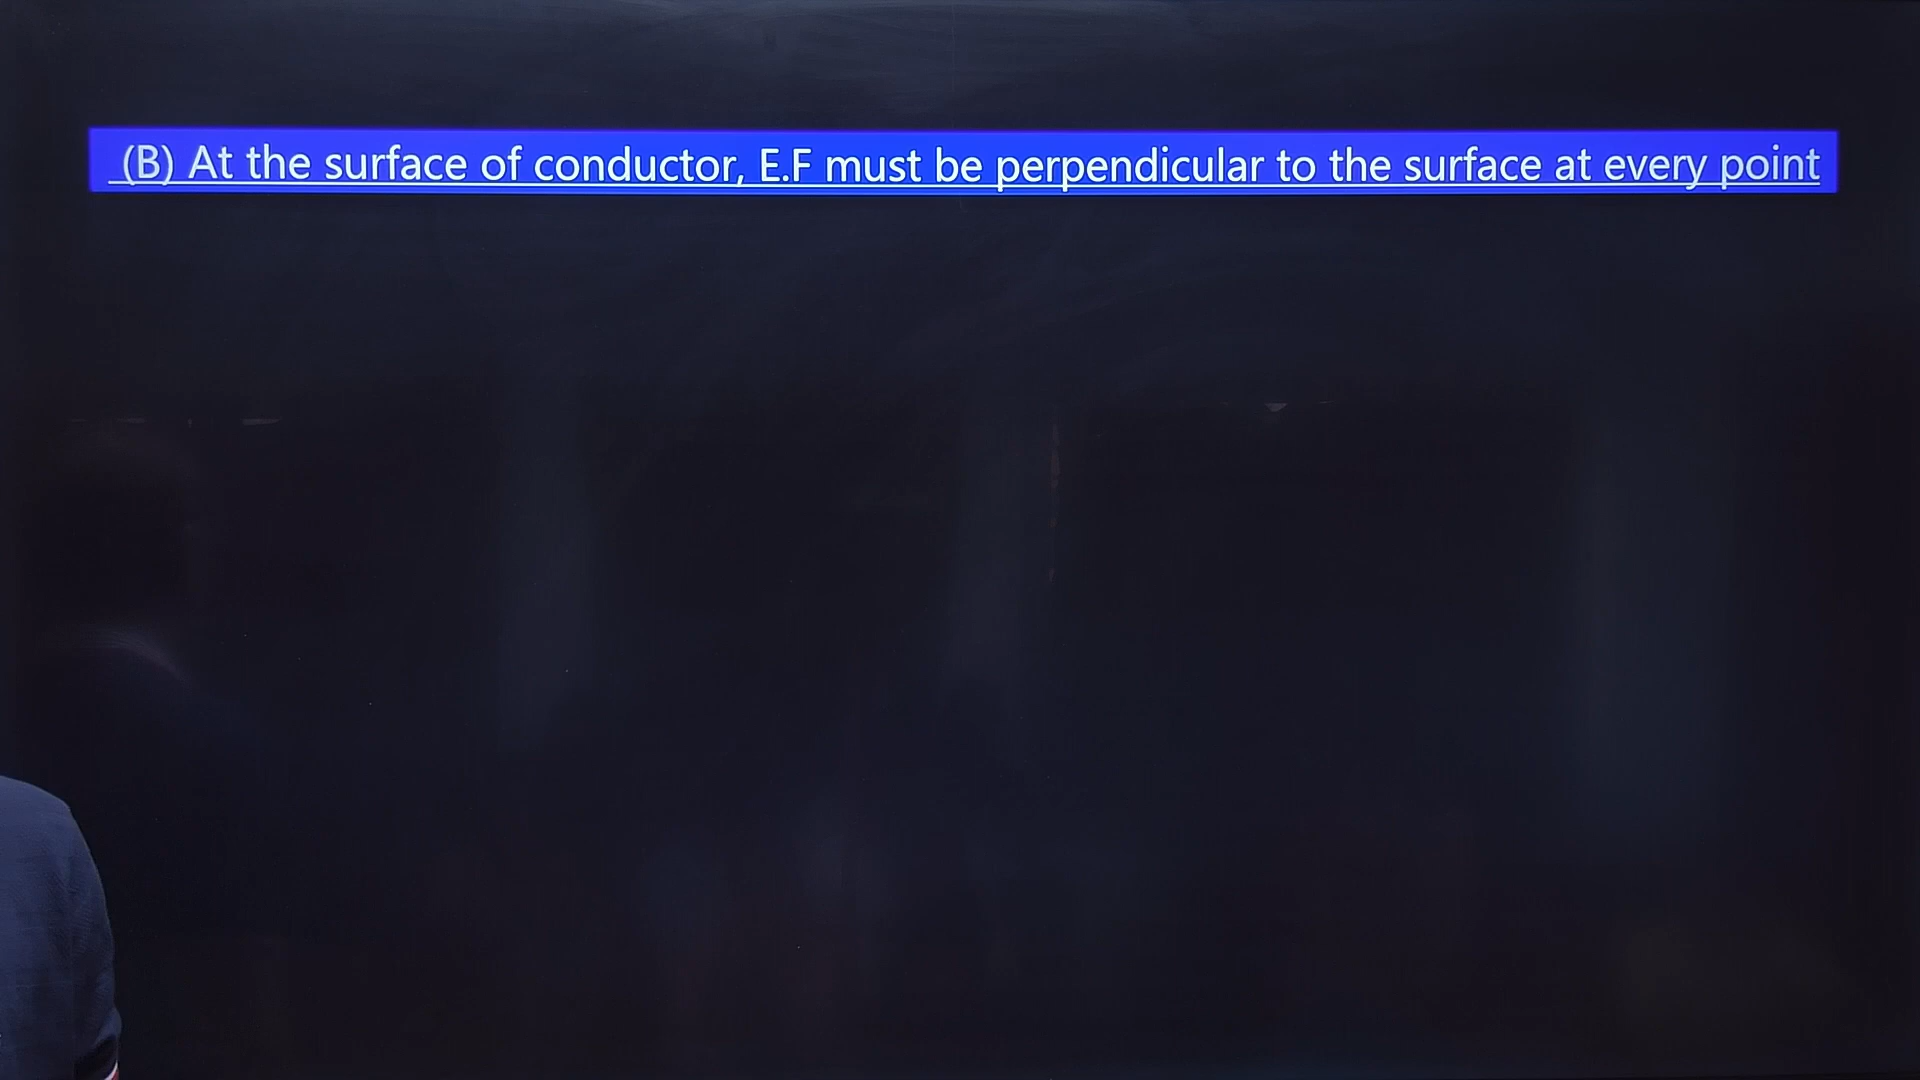 (B) At the surface of conductor, E.F must be perpendicular to the surface at every point